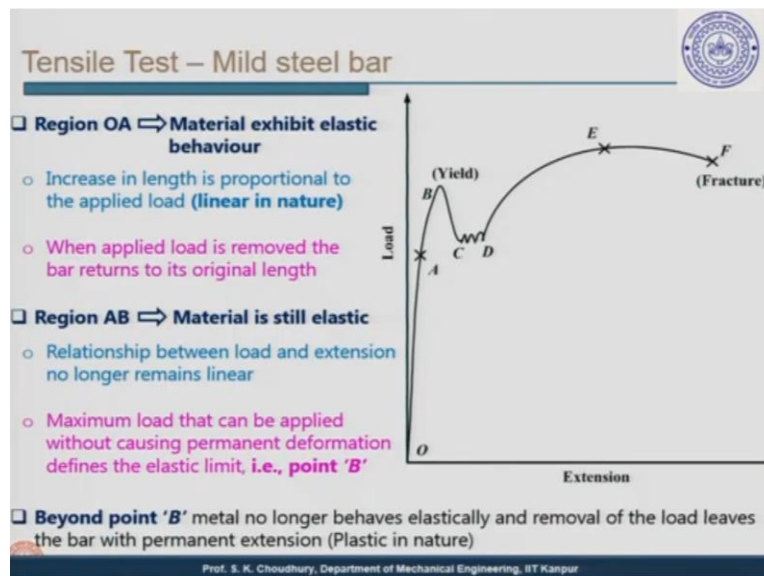 Tensile Test – Mild steel bar
❑ Region OA ⇨ Material exhibit elastic
behaviour
o Increase in length is proportional to
the applied load (linear in nature)
o When applied load is removed the
bar returns to its original length
❑ Region AB ⇨ Material is still elastic
o Relationship between load and extension
no longer remains linear
o Maximum load that can be applied
without causing permanent deformation
defines the elastic limit, i.e., point ‘B’
Load
E
F
(Fracture)
(Yield)
B
A
C D
O
Extension
❑ Beyond point ‘B’ metal no longer behaves elastically and removal of the load leaves
the bar with permanent extension (Plastic in nature)
Prof. S. K. Choudhury, Department of Mechanical Engineering, IIT Kanpur